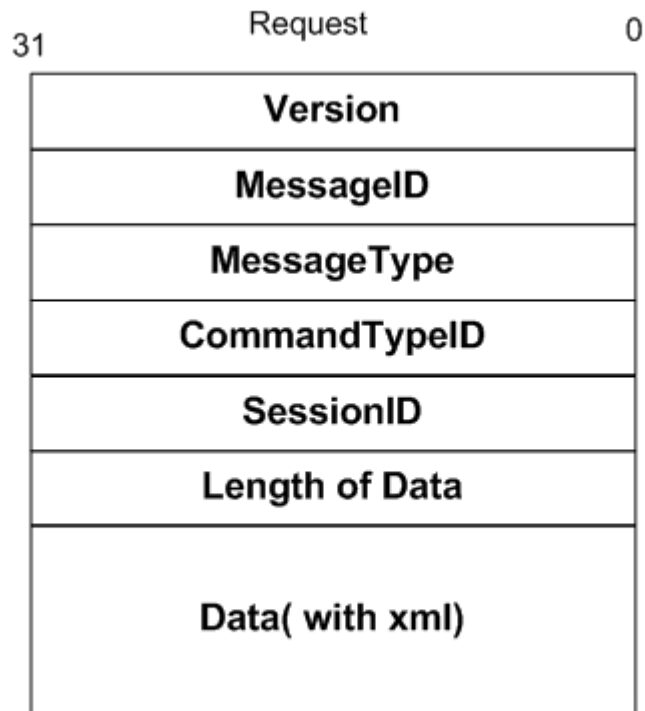 Request
31
0
Version
MessageID
MessageType
CommandTypeID
SessionID
Length of Data
Data( with xml)